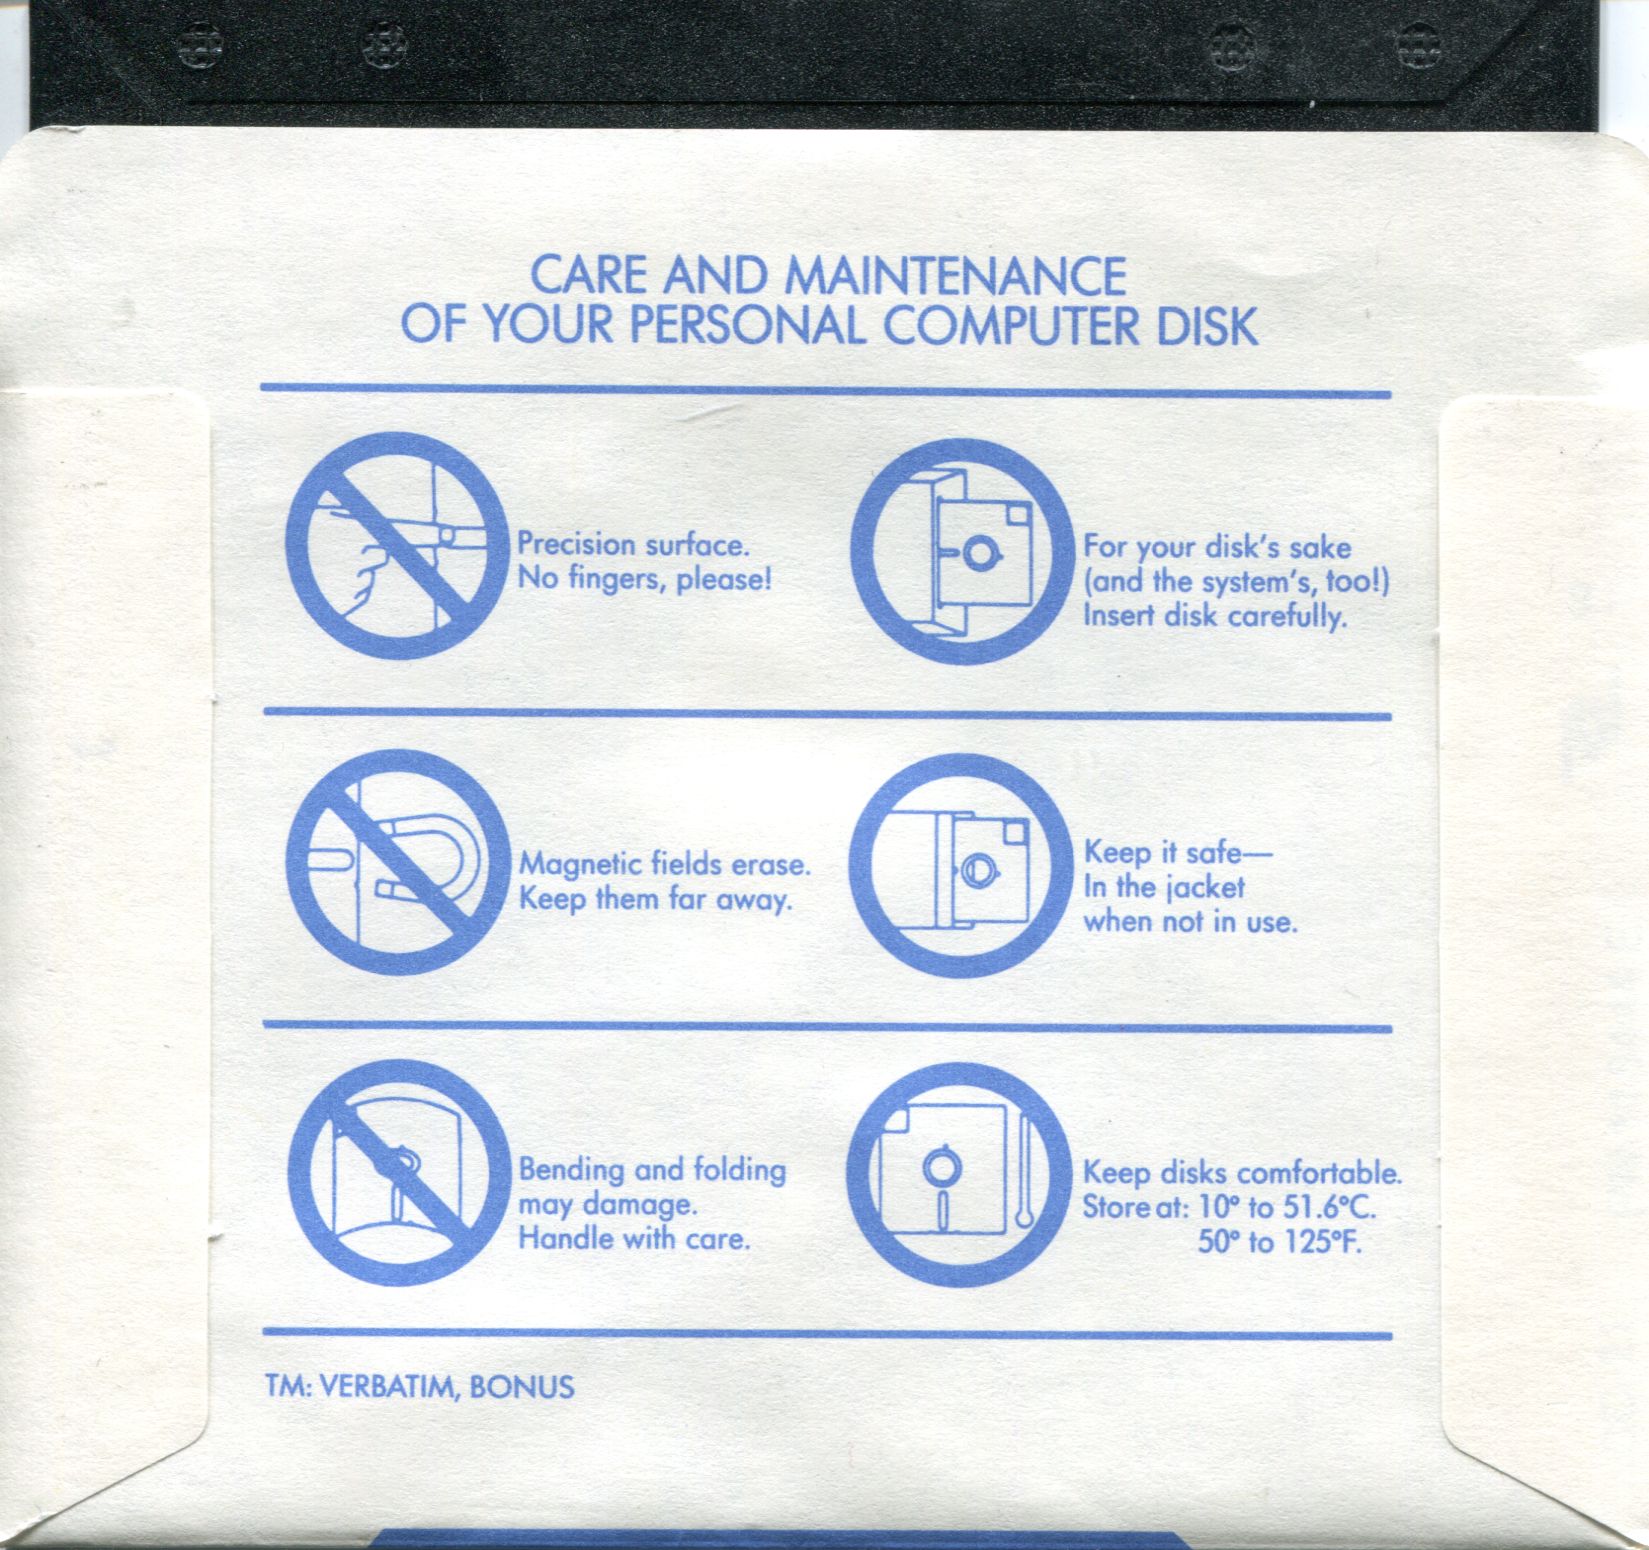 CARE AND MAINTENANCE
OF YOUR PERSONAL COMPUTER DISK
Precision surface.
No fingers, please!
For your disk's sake
(and the system's, too!)
Insert disk carefully.
Magnetic fields erase.
Keep them far away.
Keep it safe—
In the jacket
when not in use.
Bending and folding
may damage.
Handle with care.
Keep disks comfortable.
Store at: 10° to 51.6°C.
50° to 125°F.
TM: VERBATIM, BONUS